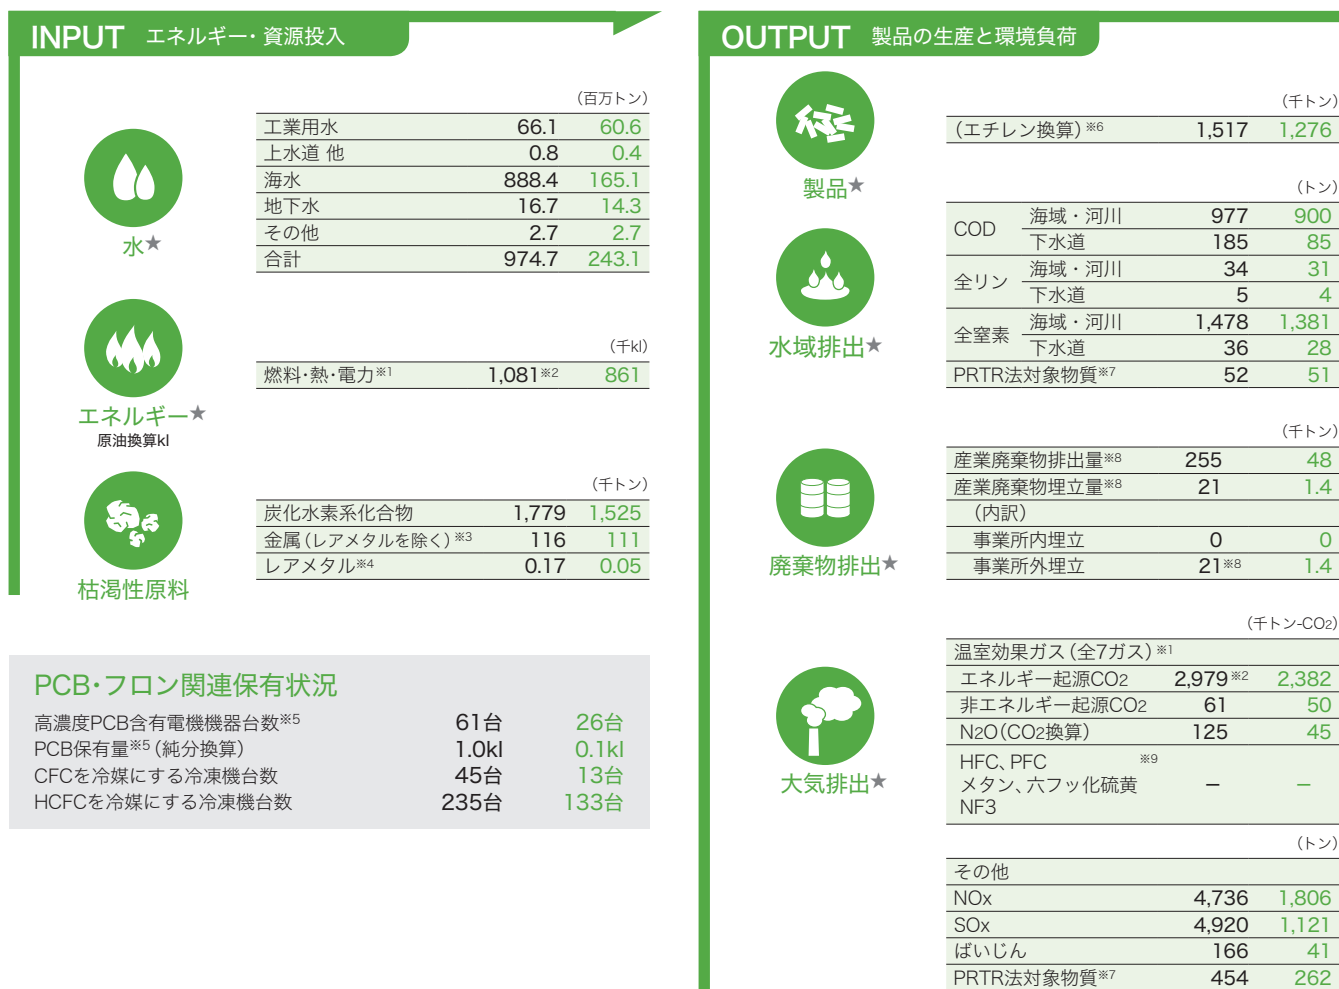 INPUT エネルギー・資源投入
(百万トン)
工業用水 66.1 60.6
上水道 他 0.8 0.4
海水 888.4 165.1
地下水 16.7 14.3
その他 2.7 2.7
合計 974.7 243.1
水★
(千kl)
燃料・熱・電力※1 1,081※2 861
エネルギー★
原油換算kl
(千トン)
炭化水素系化合物 1,779 1,525
金属(レアメタルを除く)※3 116 111
レアメタル※4 0.17 0.05
枯渇性原料
PCB・フロン関連保有状況
高濃度PCB含有電機機器台数※5 61台 26台
PCB保有量※5(純分換算) 1.0kl 0.1kl
CFCを冷媒にする冷凍機台数 45台 13台
HCFCを冷媒にする冷凍機台数 235台 133台
OUTPUT 製品の生産と環境負荷
(千トン)
(エチレン換算)※6 1,517 1,276
製品★
(トン)
COD 海域・河川 977 900
下水道 185 85
全リン 海域・河川 34 31
下水道 5 4
全窒素 海域・河川 1,478 1,381
下水道 36 28
PRTR法対象物質※7 52 51
水域排出★
(千トン)
産業廃棄物排出量※8 255 48
産業廃棄物埋立量※8 21 1.4
(内訳)
事業所内埋立 0 0
事業所外埋立 21※8 1.4
廃棄物排出★
(千トン-CO2)
温室効果ガス(全7ガス)※1
エネルギー起源CO2 2,979※2 2,382
非エネルギー起源CO2 61 50
N2O(CO2換算) 125 45
HFC、PFC ※9
メタン、六フッ化硫黄 － －
NF3
大気排出★
(トン)
その他
NOx 4,736 1,806
SOx 4,920 1,121
ばいじん 166 41
PRTR法対象物質※7 454 262